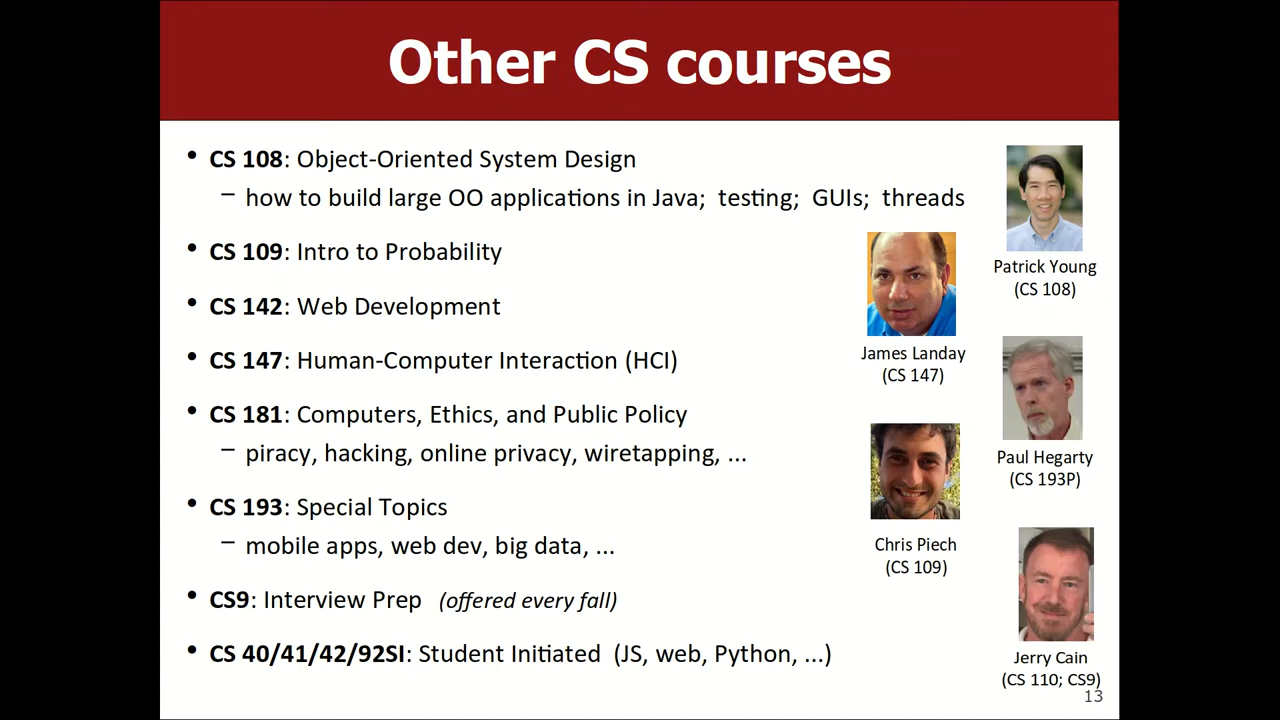 Other CS courses
• CS 108: Object-Oriented System Design
– how to build large OO applications in Java; testing; GUIs; threads
• CS 109: Intro to Probability
• CS 142: Web Development
• CS 147: Human-Computer Interaction (HCI)
• CS 181: Computers, Ethics, and Public Policy
– piracy, hacking, online privacy, wiretapping, ...
• CS 193: Special Topics
– mobile apps, web dev, big data, ...
• CS9: Interview Prep (offered every fall)
• CS 40/41/42/92SI: Student Initiated (JS, web, Python, ...)
Patrick Young
(CS 108)
James Landay
(CS 147)
Paul Hegarty
(CS 193P)
Chris Piech
(CS 109)
Jerry Cain
(CS 110; CS9)
13